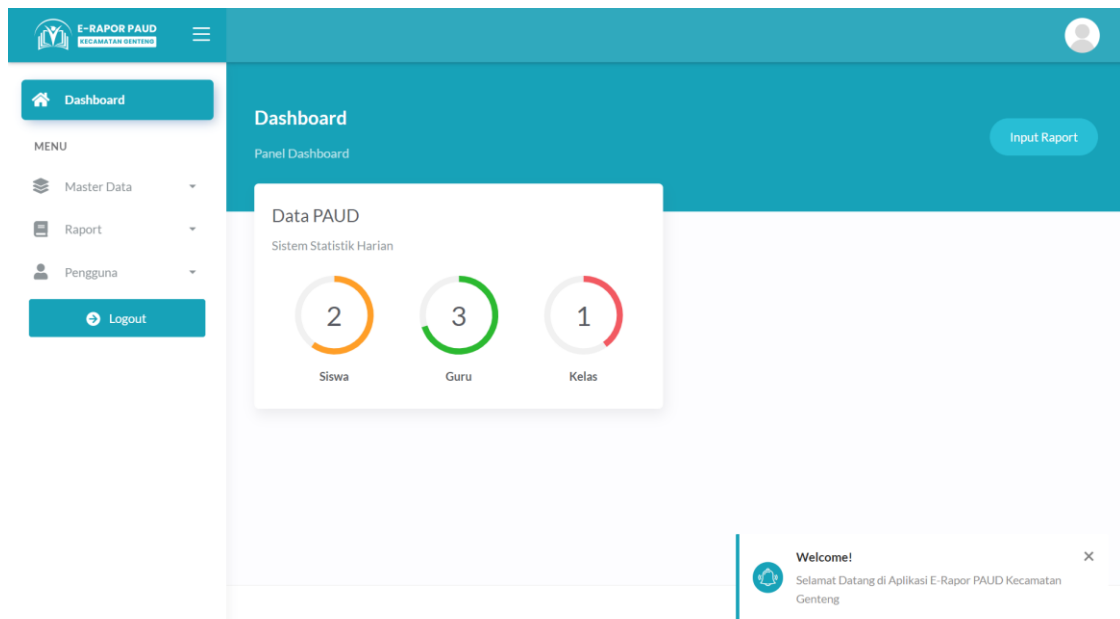 E-RAPOR PAUD
KECAMATAN GENTENG
Dashboard
MENU
Master Data
Raport
Pengguna
Logout
Dashboard
Panel Dashboard
Input Raport
Data PAUD
Sistem Statistik Harian
2
3
1
Siswa
Guru
Kelas
Welcome!
Selamat Datang di Aplikasi E-Rapor PAUD Kecamatan
Genteng